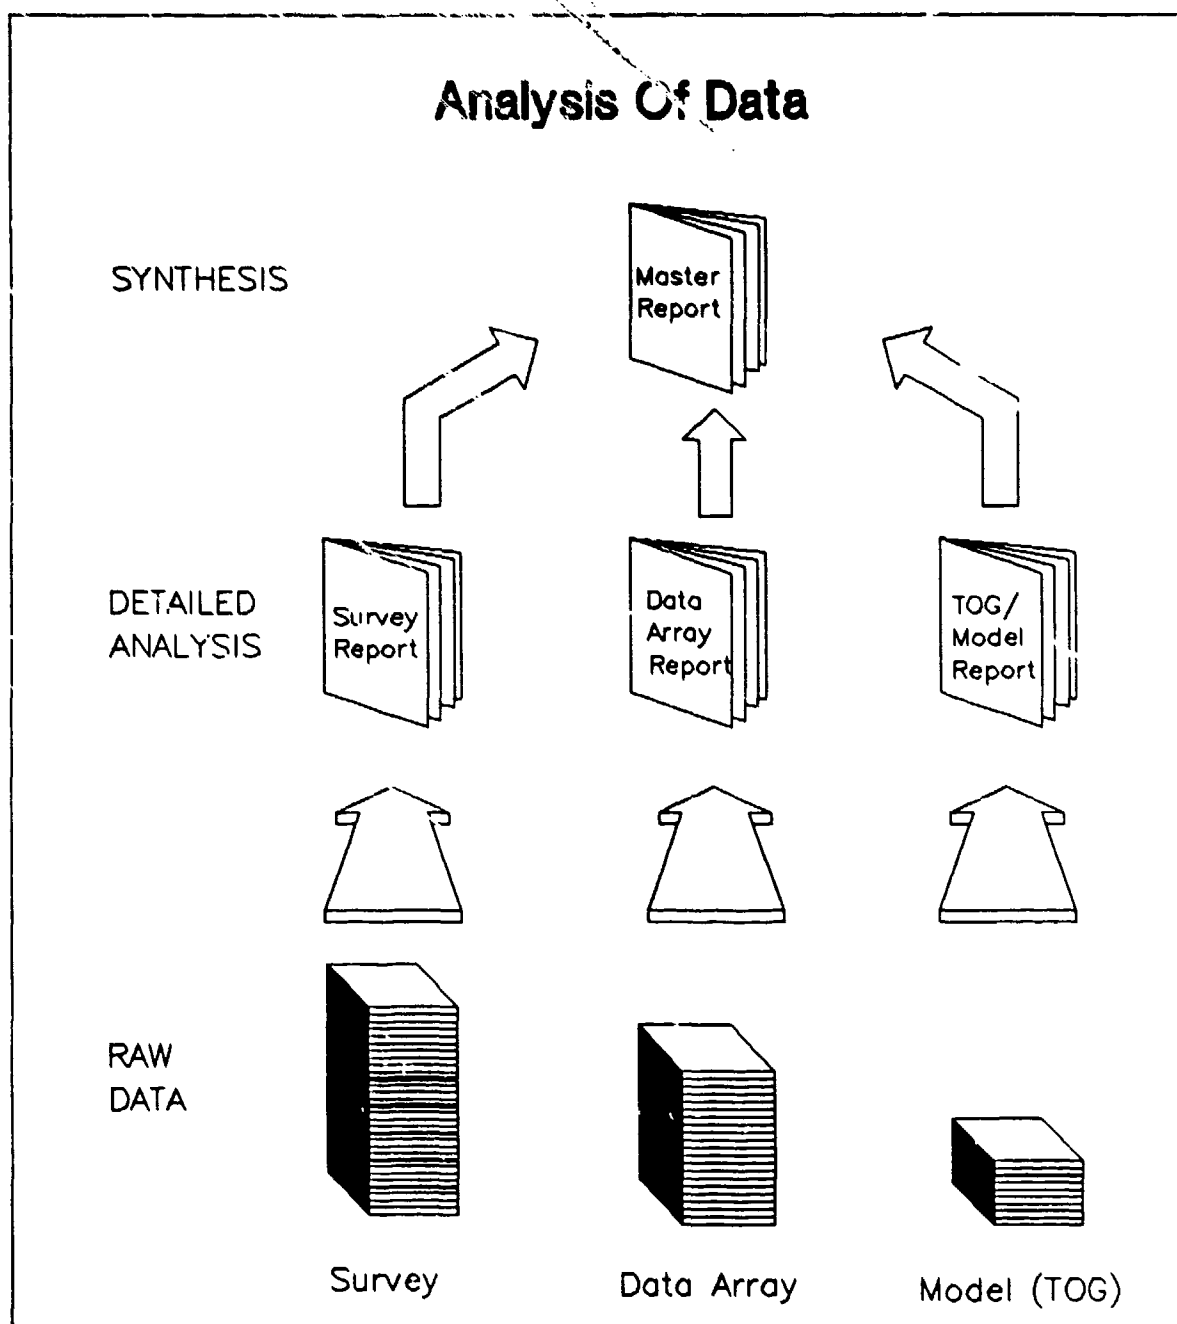 Analysis Of Data
SYNTHESIS
Master
Report
DETAILED
ANALYSIS
Survey
Report
Data
Array
Report
TOG/
Model
Report
RAW
DATA
Survey
Data Array
Model (TOG)